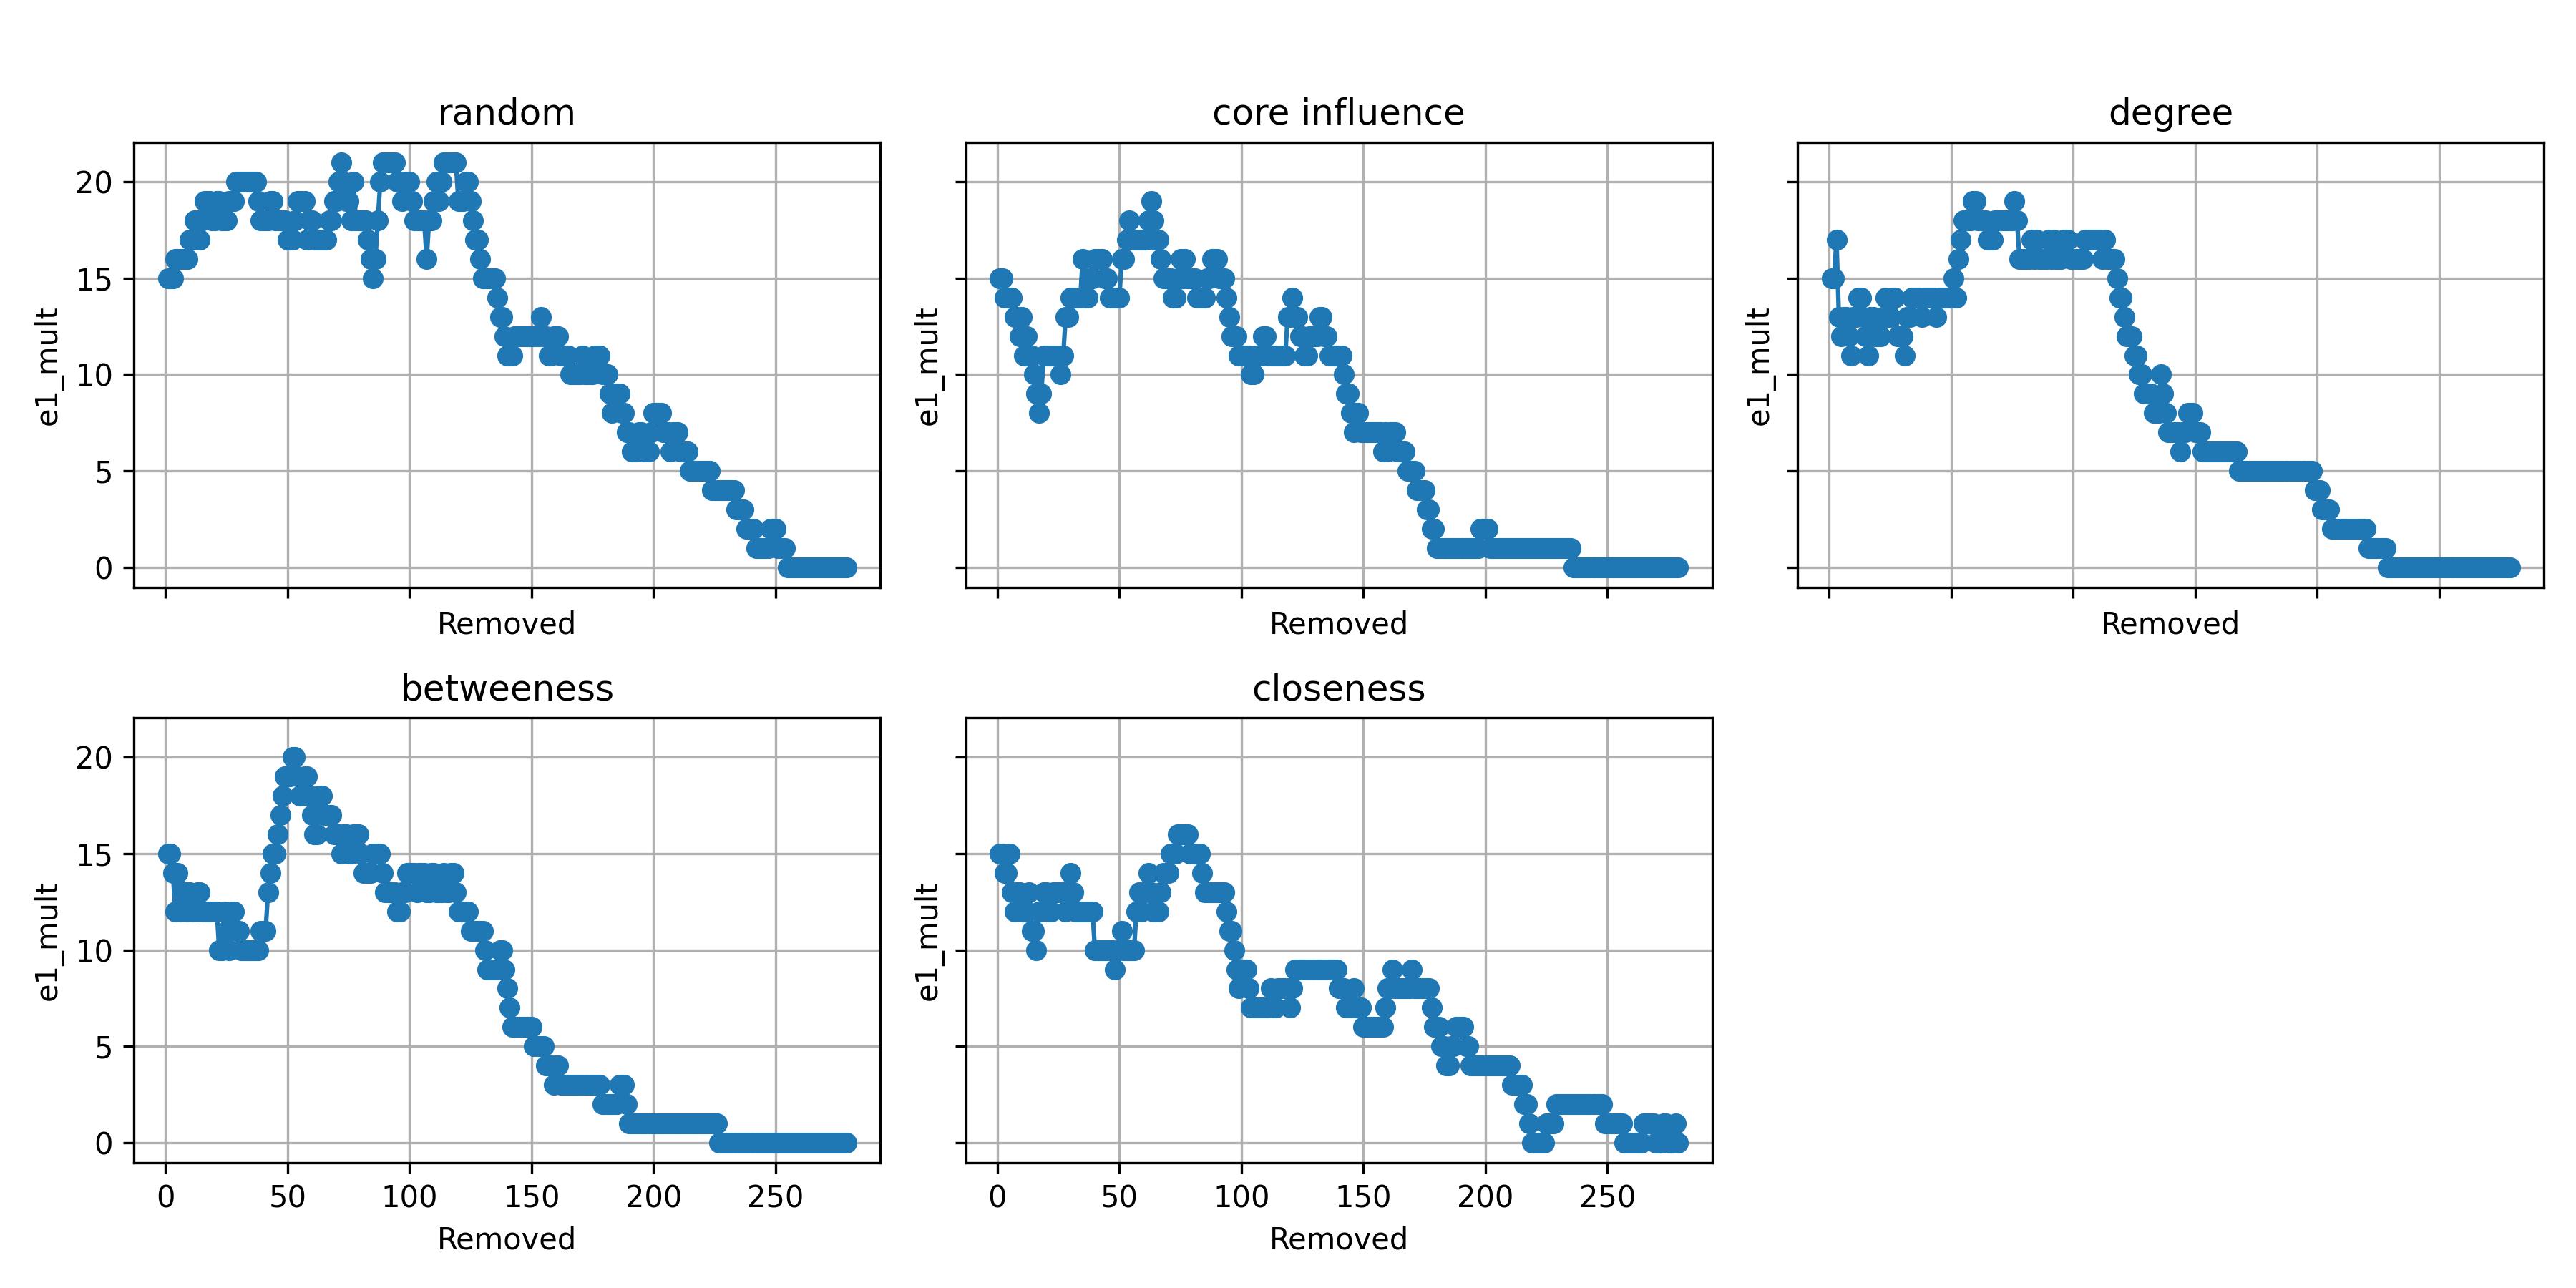 random
core influence
degree
20
15
10
5
0
e1_mult
e1_mult
e1_mult
Removed
Removed
Removed
betweeness
closeness
20
15
10
5
0
e1_mult
e1_mult
0 50 100 150 200 250
0 50 100 150 200 250
Removed
Removed